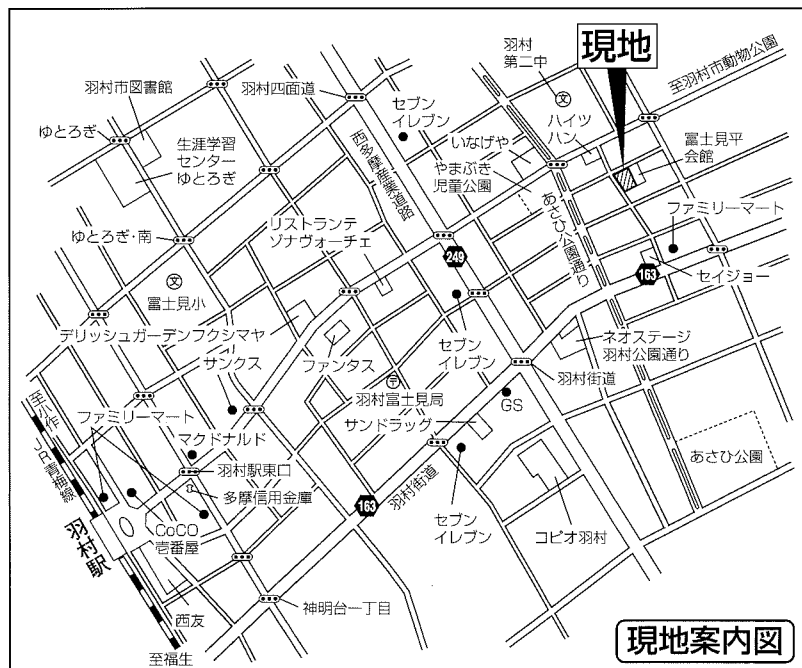 現地
羽村
第二中
文
至羽村市動物公園
羽村市図書館
羽村四面道
セブン
イレブン
ハイツ
ハン
いなげや
富士見平
会館
ゆとろぎ
生涯学習
センター
ゆとろぎ
西多摩産業道路
やまぶき
児童公園
あさひ公園通り
ファミリーマート
リストランテ
ゾナヴォーチェ
ゆとろぎ・南
249
163
セイジョー
文
富士見小
デリッシュガーデンフクシマヤ
サンクス
ファンタス
セブン
イレブン
ネオステージ
羽村公園通り
羽村街道
羽村富士見局
GS
至小作
JR青梅線
ファミリーマート
マクドナルド
サンドラッグ
あさひ公園
羽村駅東口
多摩信用金庫
163
羽村街道
セブン
イレブン
コピオ羽村
羽村駅
CoCo
壱番屋
西友
神明台一丁目
至福生
現地案内図